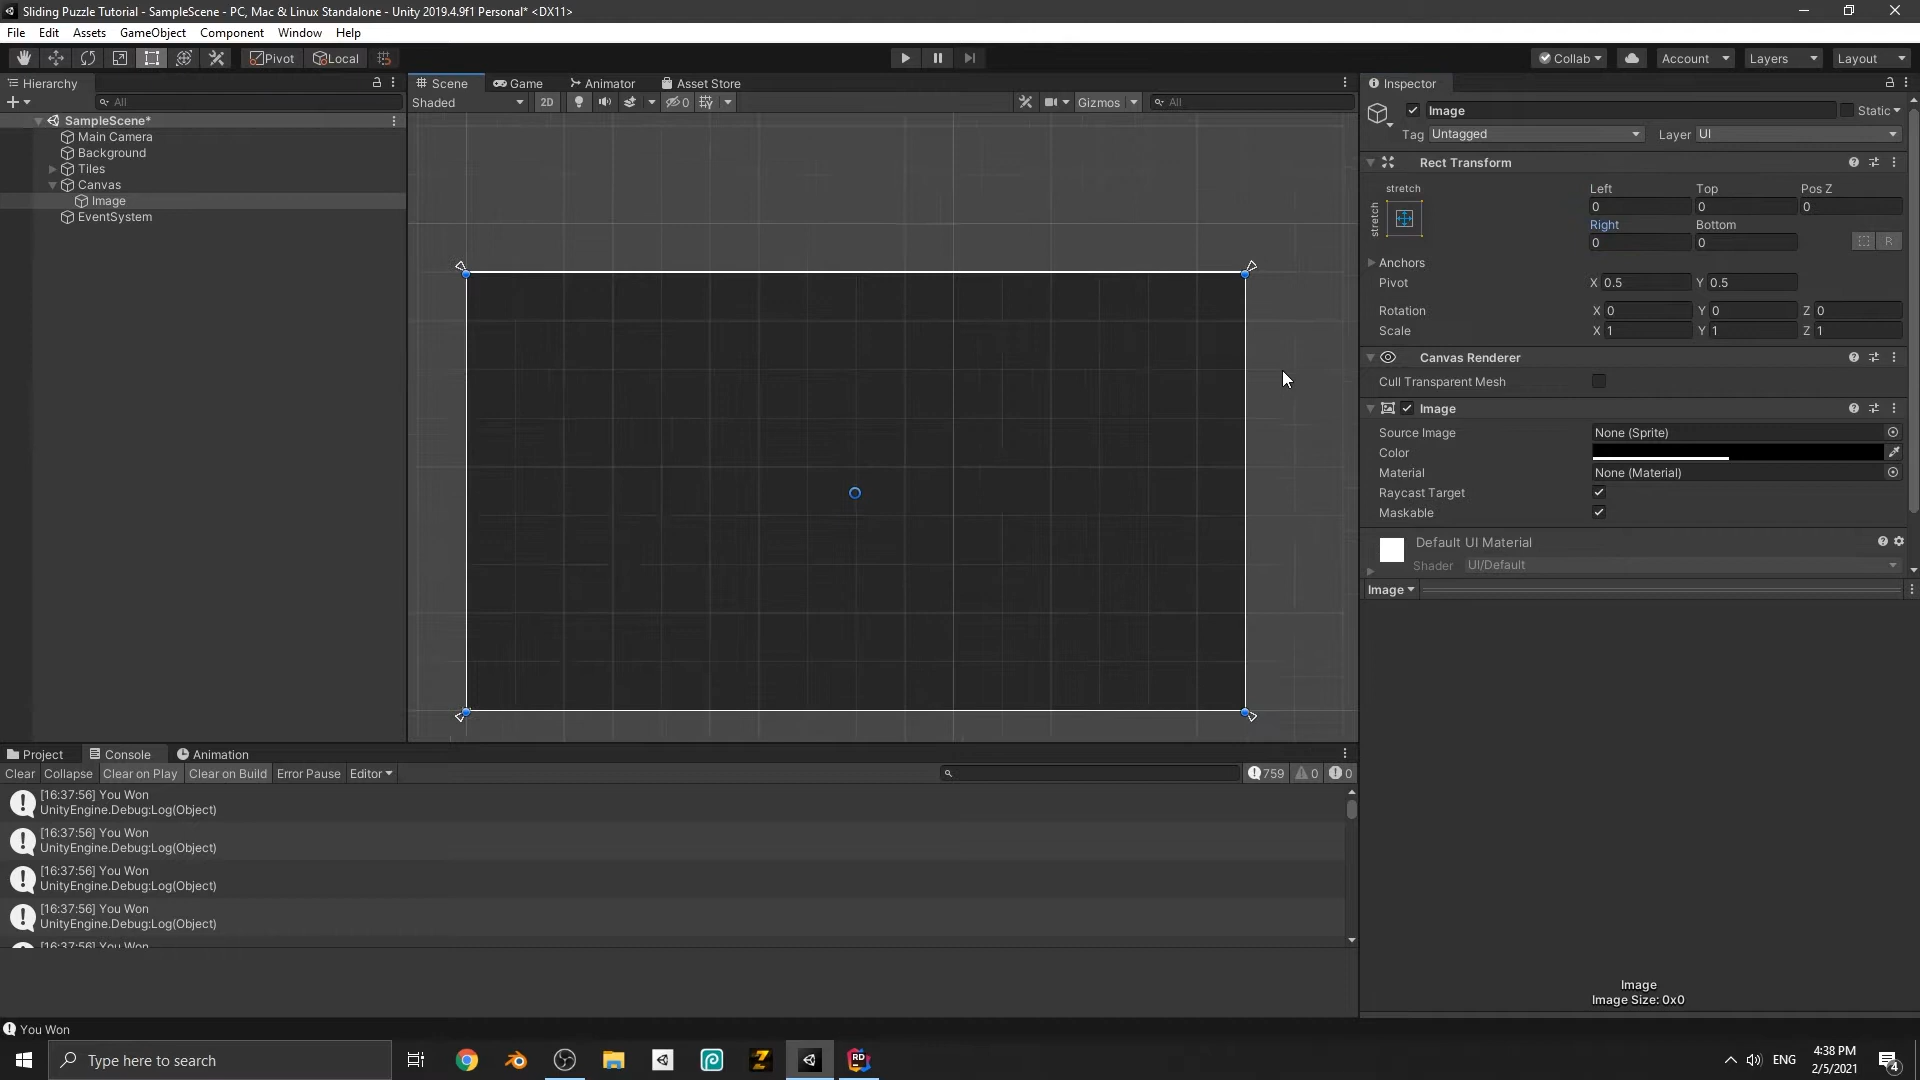 Sliding Puzzle Tutorial - SampleScene - PC, Mac & Linux Standalone - Unity 2019.4.9f1 Personal* <DX11>
File Edit Assets GameObject Component Window Help
Pivot Local Collab Account Layers Layout
Hierarchy
All
SampleScene*
Main Camera
Background
Tiles
Canvas
Image
EventSystem
Scene Game Animator Asset Store
Shaded 2D 0 Gizmos All
Inspector
Image Static
Tag Untagged Layer UI
Rect Transform
stretch Left Top Pos Z
stretch
0 0 0
Right Bottom
0 0 R
Anchors
Pivot X 0.5 Y 0.5
Rotation X 0 Y 0 Z 0
Scale X 1 Y 1 Z 1
Canvas Renderer
Cull Transparent Mesh
Image
Source Image None (Sprite)
Color
Material None (Material)
Raycast Target
Maskable
Default UI Material
Shader UI/Default
Image
Image
Image Size: 0x0
Project Console Animation
Clear Collapse Clear on Play Clear on Build Error Pause Editor 759 0 0
[16:37:56] You Won
UnityEngine.Debug:Log(Object)
[16:37:56] You Won
UnityEngine.Debug:Log(Object)
[16:37:56] You Won
UnityEngine.Debug:Log(Object)
[16:37:56] You Won
UnityEngine.Debug:Log(Object)
[16:37:56] You Won
You Won
Type here to search
RD
ENG
4:38 PM
2/5/2021
4